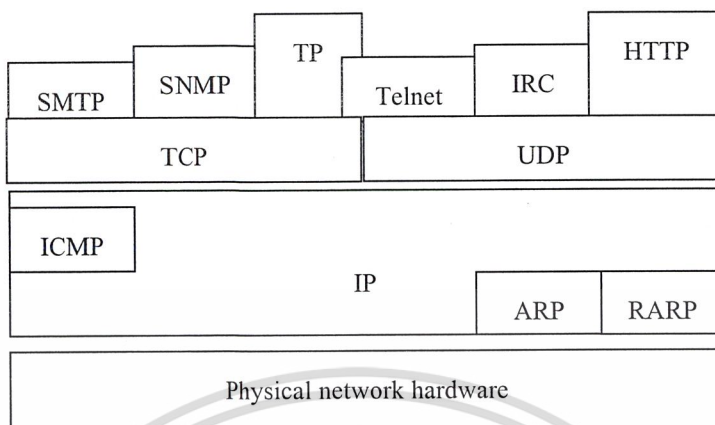 TP
HTTP
SNMP
IRC
SMTP
Telnet
TCP
UDP
ICMP
IP
ARP
RARP
Physical network hardware